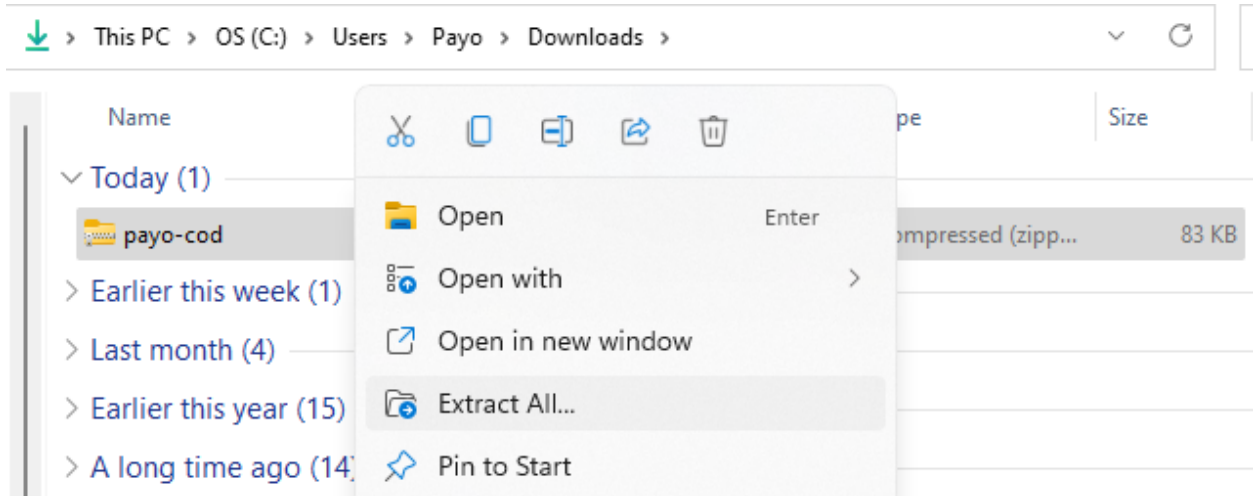 This PC > OS (C:) > Users > Payo > Downloads >
Name
pe
Size
Today (1)
payo-cod
ompressed (zipp...
83 KB
Earlier this week (1)
Last month (4)
Earlier this year (15)
A long time ago (14)
Open Enter
Open with
Open in new window
Extract All...
Pin to Start